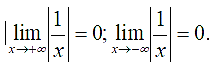 |lim_{x→+∞}|1/x| = 0; lim_{x→−∞}|1/x| = 0.